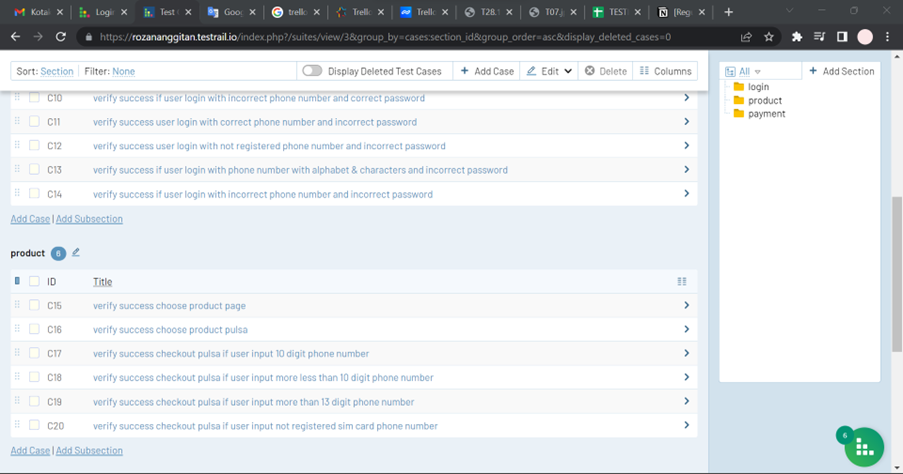 Kotak
Login
Test
Goo
trello
Trello
Trello
T28.
T07.j
TEST
[Reg
https://rozananggitan.testrail.io/index.php?/suites/view/3&group_by=cases:section_id&group_order=asc&display_deleted_cases=0
Sort: Section
Filter: None
Display Deleted Test Cases
+ Add Case
Edit
Delete
Columns
All
+ Add Section
login
product
payment
C10 verify success if user login with incorrect phone number and correct password
C11 verify success user login with correct phone number and incorrect password
C12 verify success user login with not registered phone number and incorrect password
C13 verify success if user login with phone number with alphabet & characters and incorrect password
C14 verify success if user login with incorrect phone number and incorrect password
Add Case | Add Subsection
product 6
ID Title
C15 verify success choose product page
C16 verify success choose product pulsa
C17 verify success checkout pulsa if user input 10 digit phone number
C18 verify success checkout pulsa if user input more less than 10 digit phone number
C19 verify success checkout pulsa if user input more than 13 digit phone number
C20 verify success checkout pulsa if user input not registered sim card phone number
Add Case | Add Subsection
6